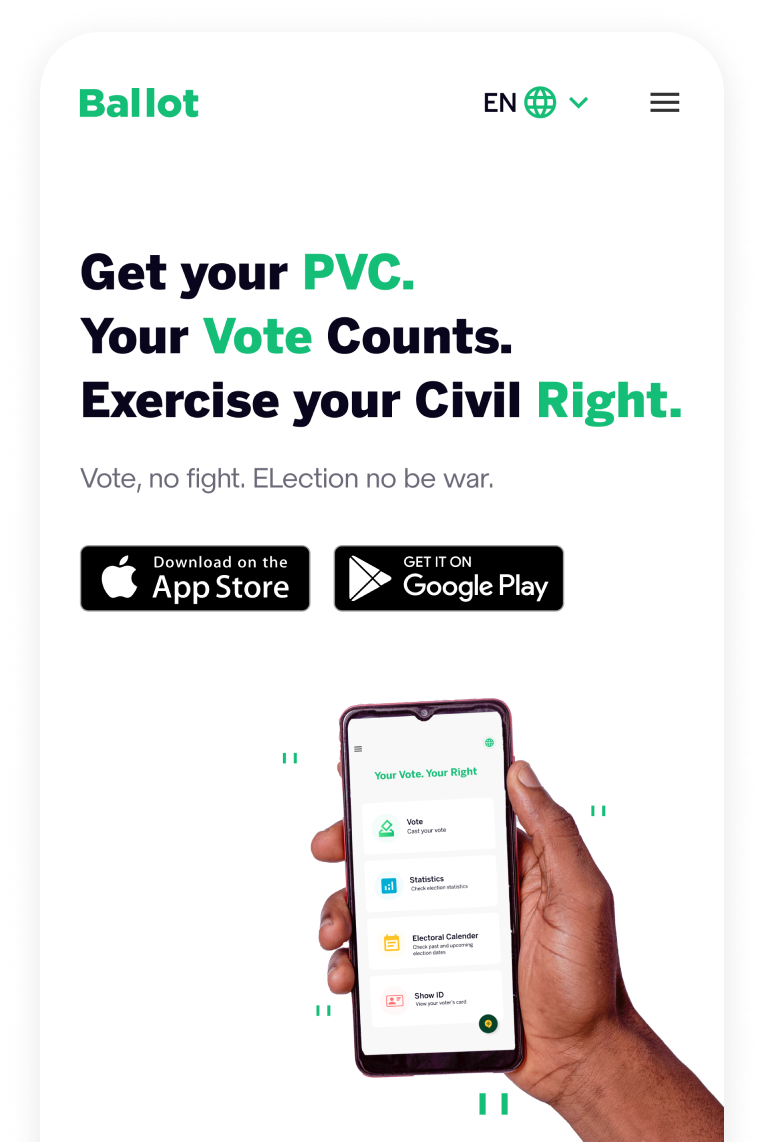 Ballot
EN
Get your PVC.
Your Vote Counts.
Exercise your Civil Right.
Vote, no fight. ELection no be war.
Download on the
App Store
GET IT ON
Google Play
Your Vote. Your Right
Vote
Cast your vote
Statistics
Check election statistics
Electoral Calender
Check past and upcoming
election dates
Show ID
View your voter's card